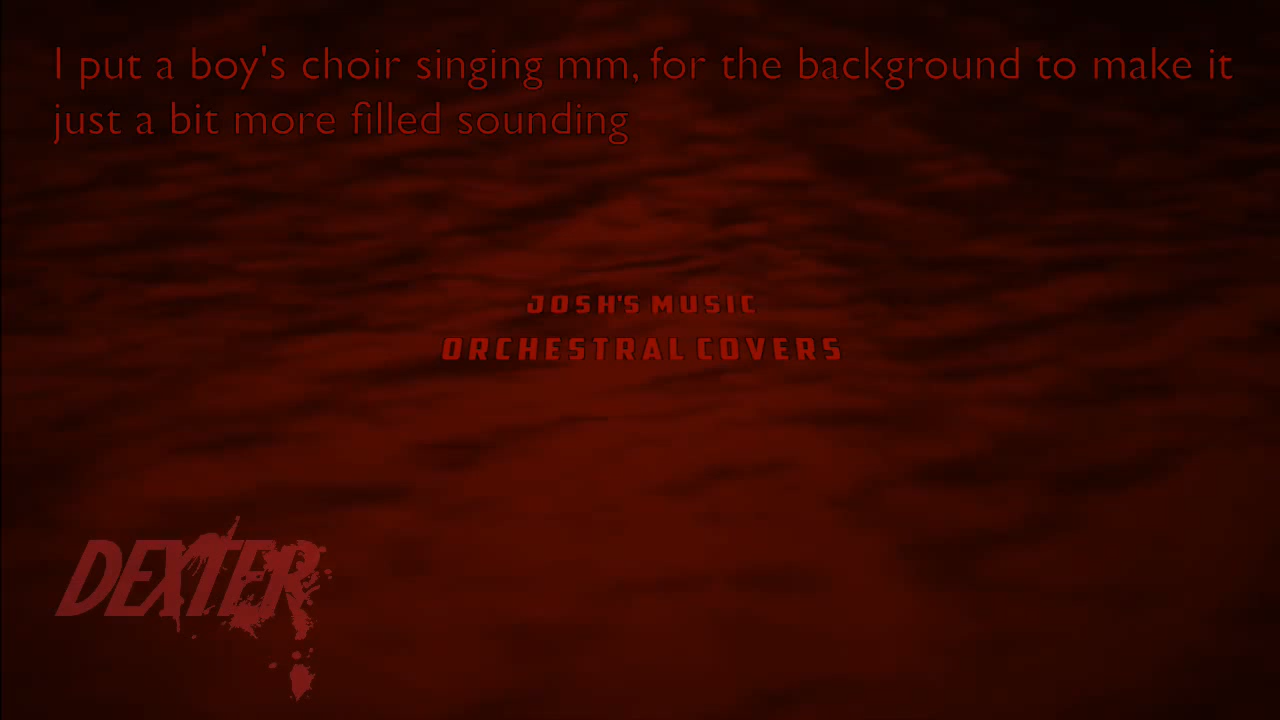 I put a boy's choir singing mm, for the background to make it
just a bit more filled sounding
JOSH'S MUSIC
ORCHESTRAL COVERS
DEXTER